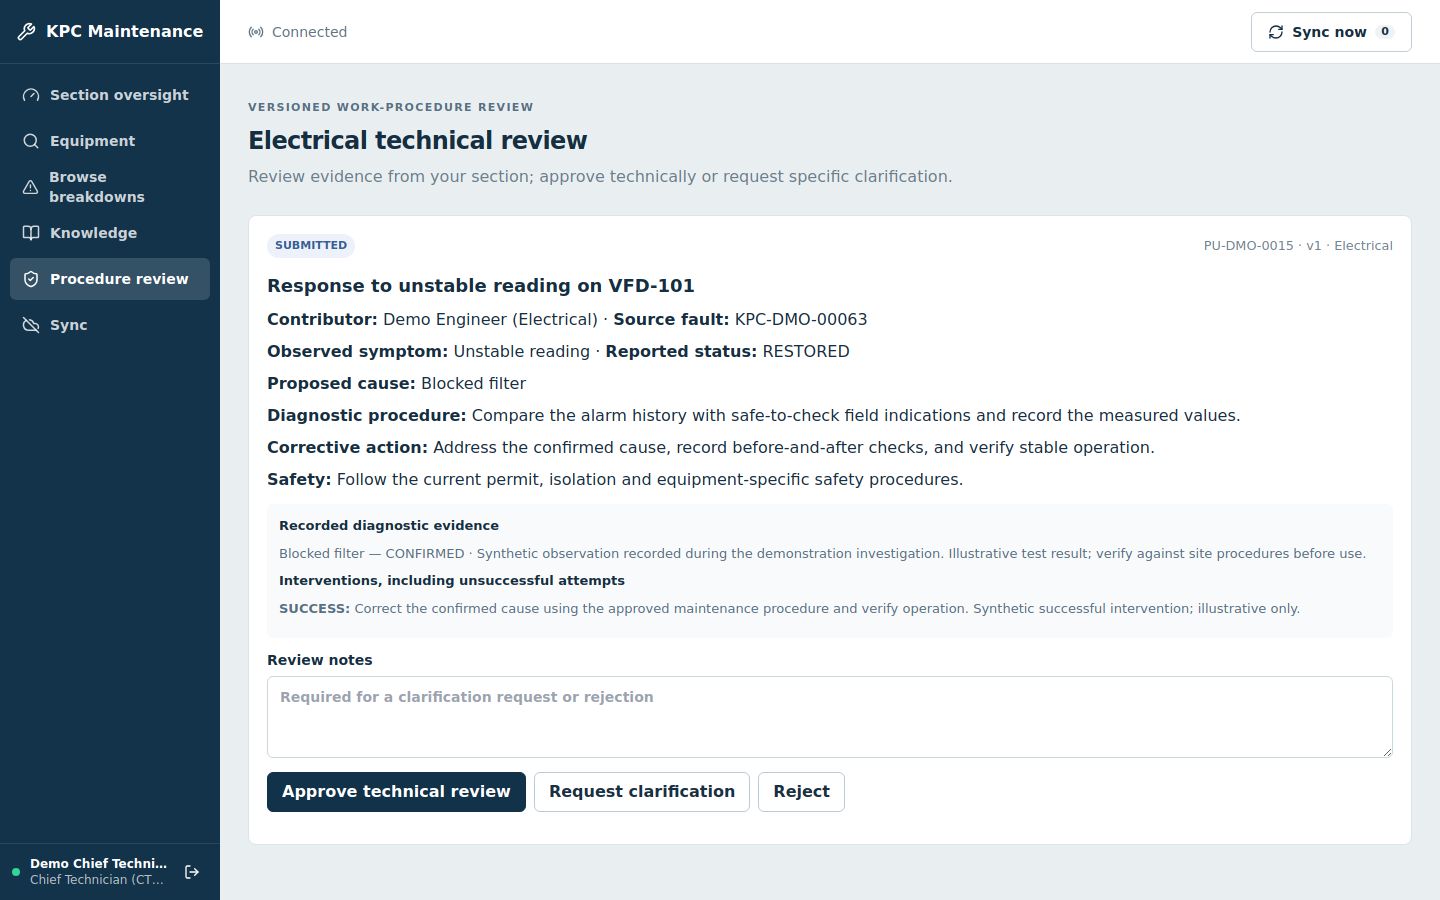 KPC Maintenance
Section oversight
Equipment
Browse
breakdowns
Knowledge
Procedure review
Sync
Demo Chief Techni...
Chief Technician (CT...
Connected
Sync now 0
VERSIONED WORK-PROCEDURE REVIEW
Electrical technical review
Review evidence from your section; approve technically or request specific clarification.
SUBMITTED
PU-DMO-0015 · v1 · Electrical
Response to unstable reading on VFD-101
Contributor: Demo Engineer (Electrical) · Source fault: KPC-DMO-00063
Observed symptom: Unstable reading · Reported status: RESTORED
Proposed cause: Blocked filter
Diagnostic procedure: Compare the alarm history with safe-to-check field indications and record the measured values.
Corrective action: Address the confirmed cause, record before-and-after checks, and verify stable operation.
Safety: Follow the current permit, isolation and equipment-specific safety procedures.
Recorded diagnostic evidence
Blocked filter — CONFIRMED · Synthetic observation recorded during the demonstration investigation. Illustrative test result; verify against site procedures before use.
Interventions, including unsuccessful attempts
SUCCESS: Correct the confirmed cause using the approved maintenance procedure and verify operation. Synthetic successful intervention; illustrative only.
Review notes
Required for a clarification request or rejection
Approve technical review
Request clarification
Reject